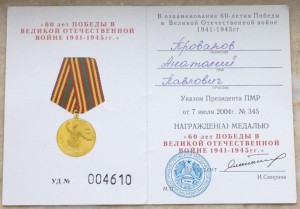 «60 лет ПОБЕДЫ В
ВЕЛИКОЙ ОТЕЧЕСТВЕННОЙ
ВОЙНЕ 1941-1945гг.»
УД № 004610
В ознаменование 60-летия Победы
в Великой Отечественной войне
1941-1945гг.
Анатолий
Павлович
Указом Президента ПМР
от 7 июля 2004г. № 345
НАГРАЖДЕН(А) МЕДАЛЬЮ
«60 лет ПОБЕДЫ В
ВЕЛИКОЙ ОТЕЧЕСТВЕННОЙ
ВОЙНЕ 1941-1945гг.»
И.Смирнов